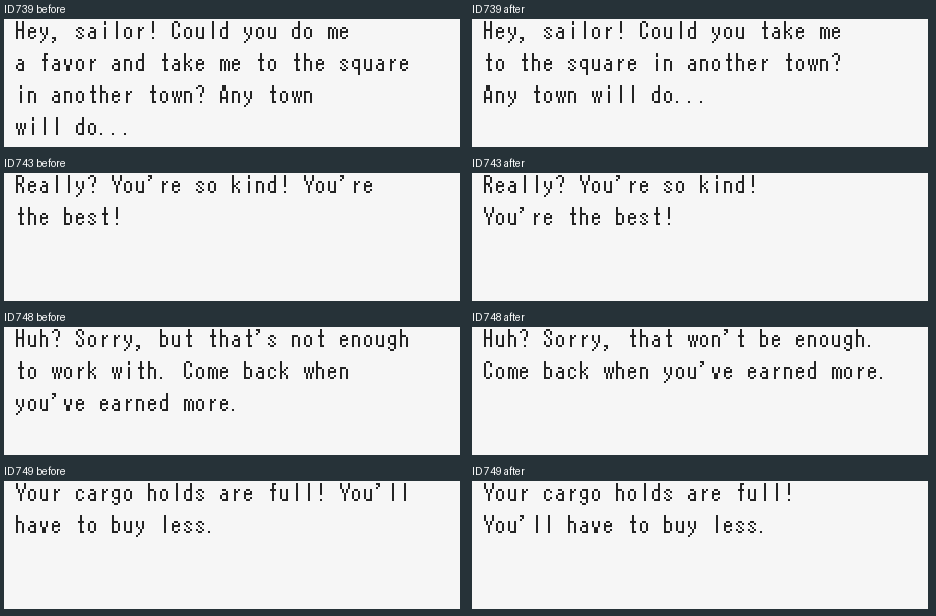 ID739 before
Hey, sailor! Could you do me
a favor and take me to the square
in another town? Any town
will do...
ID739 after
Hey, sailor! Could you take me
to the square in another town?
Any town will do...
ID743 before
Really? You're so kind! You're
the best!
ID743 after
Really? You're so kind!
You're the best!
ID748 before
Huh? Sorry, but that's not enough
to work with. Come back when
you've earned more.
ID748 after
Huh? Sorry, that won't be enough.
Come back when you've earned more.
ID749 before
Your cargo holds are full! You'll
have to buy less.
ID749 after
Your cargo holds are full!
You'll have to buy less.